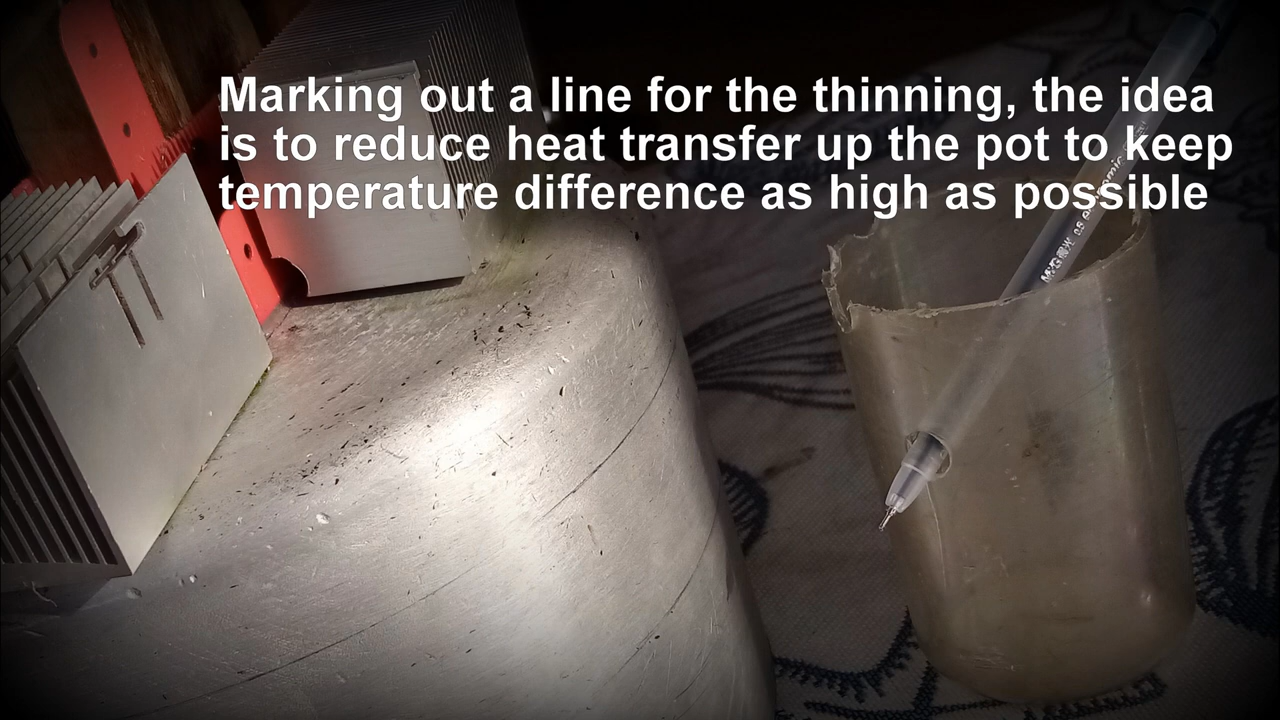 Marking out a line for the thinning, the idea
is to reduce heat transfer up the pot to keep
temperature difference as high as possible